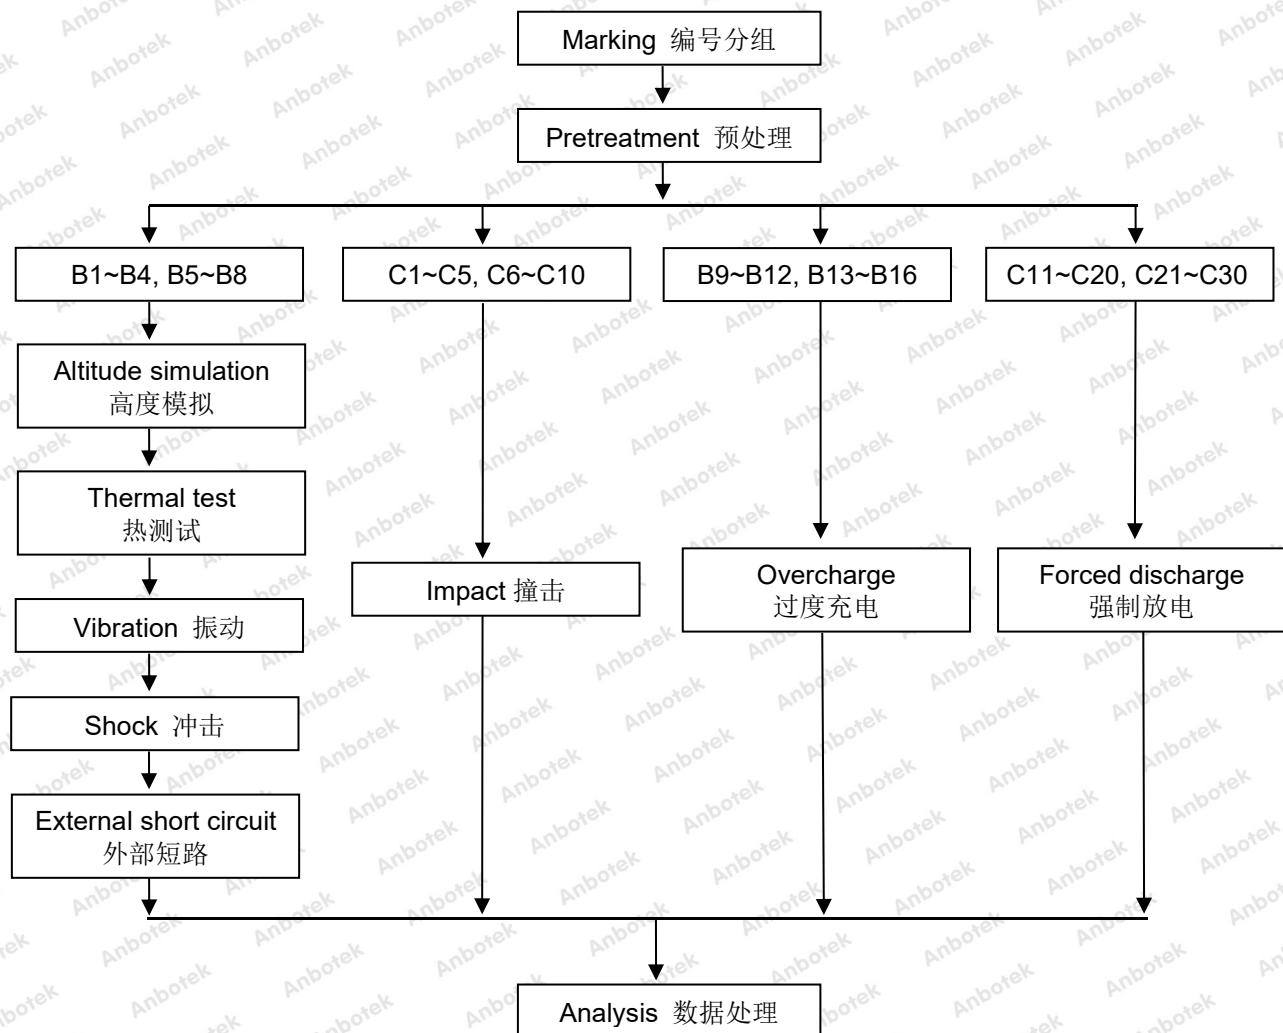 Marking 编号分组
Pretreatment 预处理
B1~B4, B5~B8
C1~C5, C6~C10
B9~B12, B13~B16
C11~C20, C21~C30
Altitude simulation
高度模拟
Thermal test
热测试
Vibration 振动
Shock 冲击
External short circuit
外部短路
Impact 撞击
Overcharge
过度充电
Forced discharge
强制放电
Analysis 数据处理
Anbotek